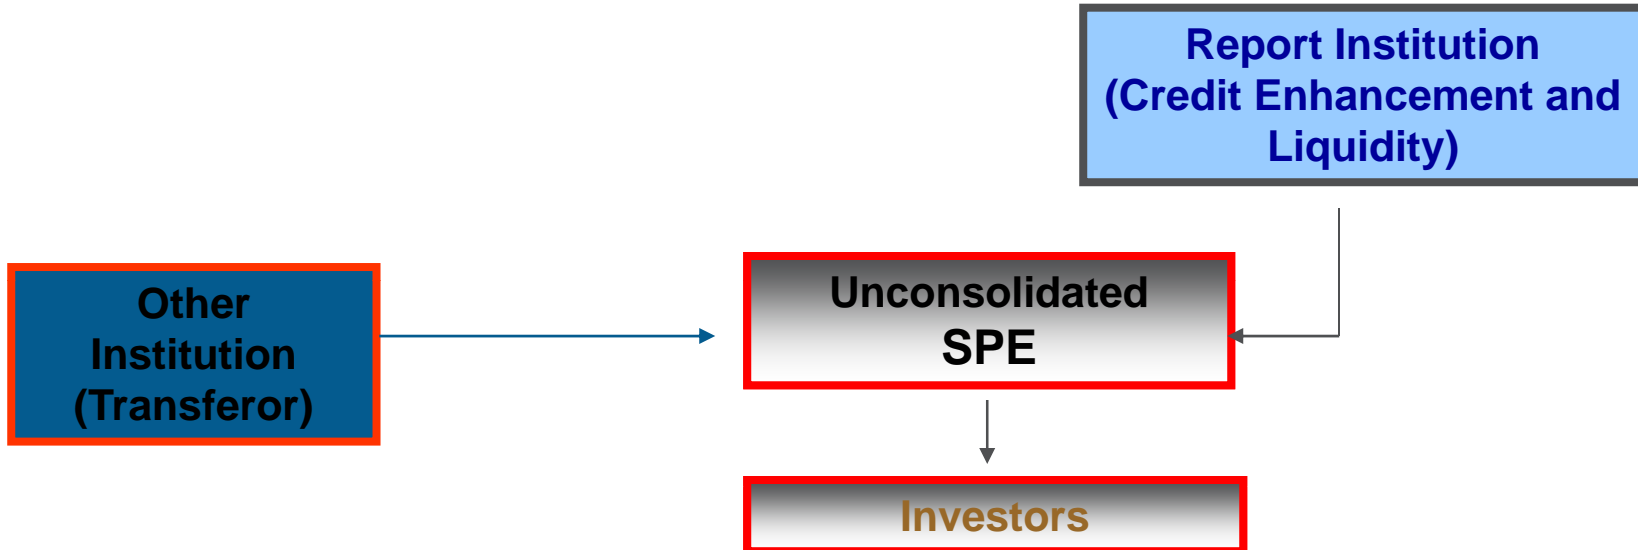 Report Institution
(Credit Enhancement and
Liquidity)
Other
Institution
(Transferor)
Unconsolidated
SPE
Investors